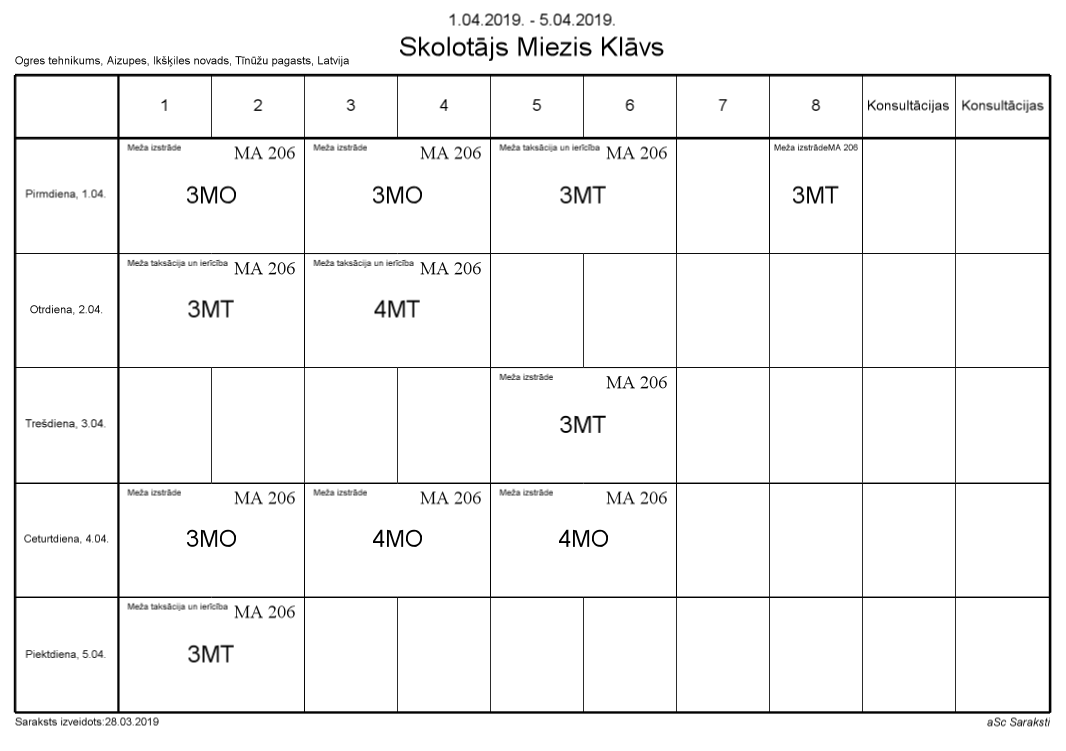 1.04.2019. - 5.04.2019.
Skolotājs Miezis Klāvs
Ogres tehnikums, Aizupes, Ikšķiles novads, Tīnūžu pagasts, Latvija
1 2 3 4 5 6 7 8 Konsultācijas Konsultācijas
Meža izstrāde MA 206 Meža izstrāde MA 206 Meža taksācija un ierīcība MA 206 Meža izstrādeMA 206
Pirmdiena, 1.04. 3MO 3MO 3MT 3MT
Meža taksācija un ierīcība MA 206 Meža taksācija un ierīcība MA 206
Otrdiena, 2.04. 3MT 4MT
Meža izstrāde MA 206
Trešdiena, 3.04. 3MT
Meža izstrāde MA 206 Meža izstrāde MA 206 Meža izstrāde MA 206
Ceturtdiena, 4.04. 3MO 4MO 4MO
Meža taksācija un ierīcība MA 206
Piektdiena, 5.04. 3MT
Saraksts izveidots:28.03.2019 aSc Saraksti